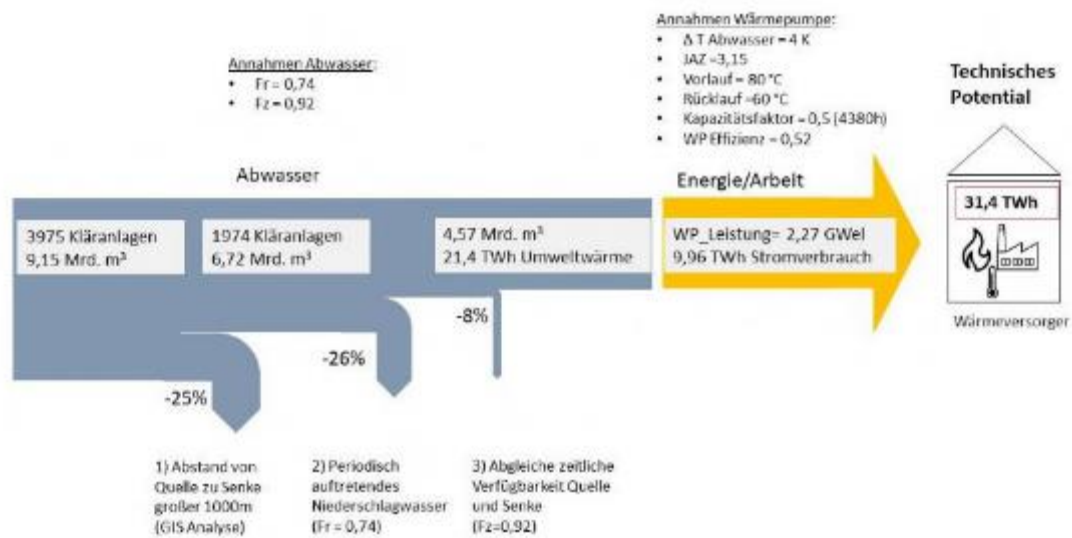 Annahmen Abwasser:
• Fr = 0,74
• Fz = 0,92
Annahmen Wärmepumpe:
• Δ T Abwasser = 4 K
• JAZ =3,15
• Vorlauf = 80 °C
• Rücklauf =60 °C
• Kapazitätsfaktor = 0,5 (4380h)
• WP Effizienz = 0,52
Technisches
Potential
Abwasser
Energie/Arbeit
3975 Kläranlagen
9,15 Mrd. m³
1974 Kläranlagen
6,72 Mrd. m³
4,57 Mrd. m³
21,4 TWh Umweltwärme
WP_Leistung= 2,27 GWel
9,96 TWh Stromverbrauch
31,4 TWh
Wärmeversorger
-25%
-26%
-8%
1) Abstand von
Quelle zu Senke
großer 1000m
(GIS Analyse)
2) Periodisch
auftretendes
Niederschlagwasser
(Fr = 0,74)
3) Abgleiche zeitliche
Verfügbarkeit Quelle
und Senke
(Fz=0,92)